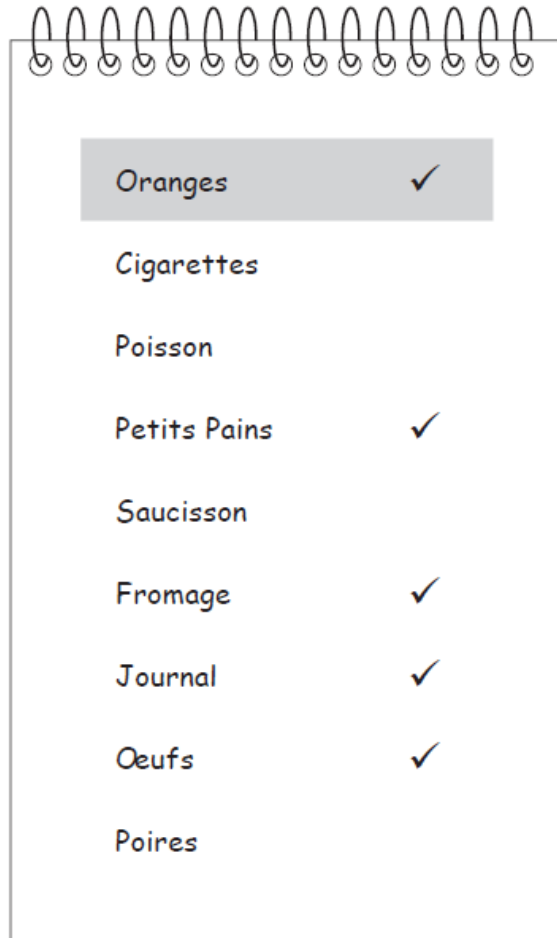 Oranges ✓
Cigarettes
Poisson
Petits Pains ✓
Saucisson
Fromage ✓
Journal ✓
Œufs ✓
Poires